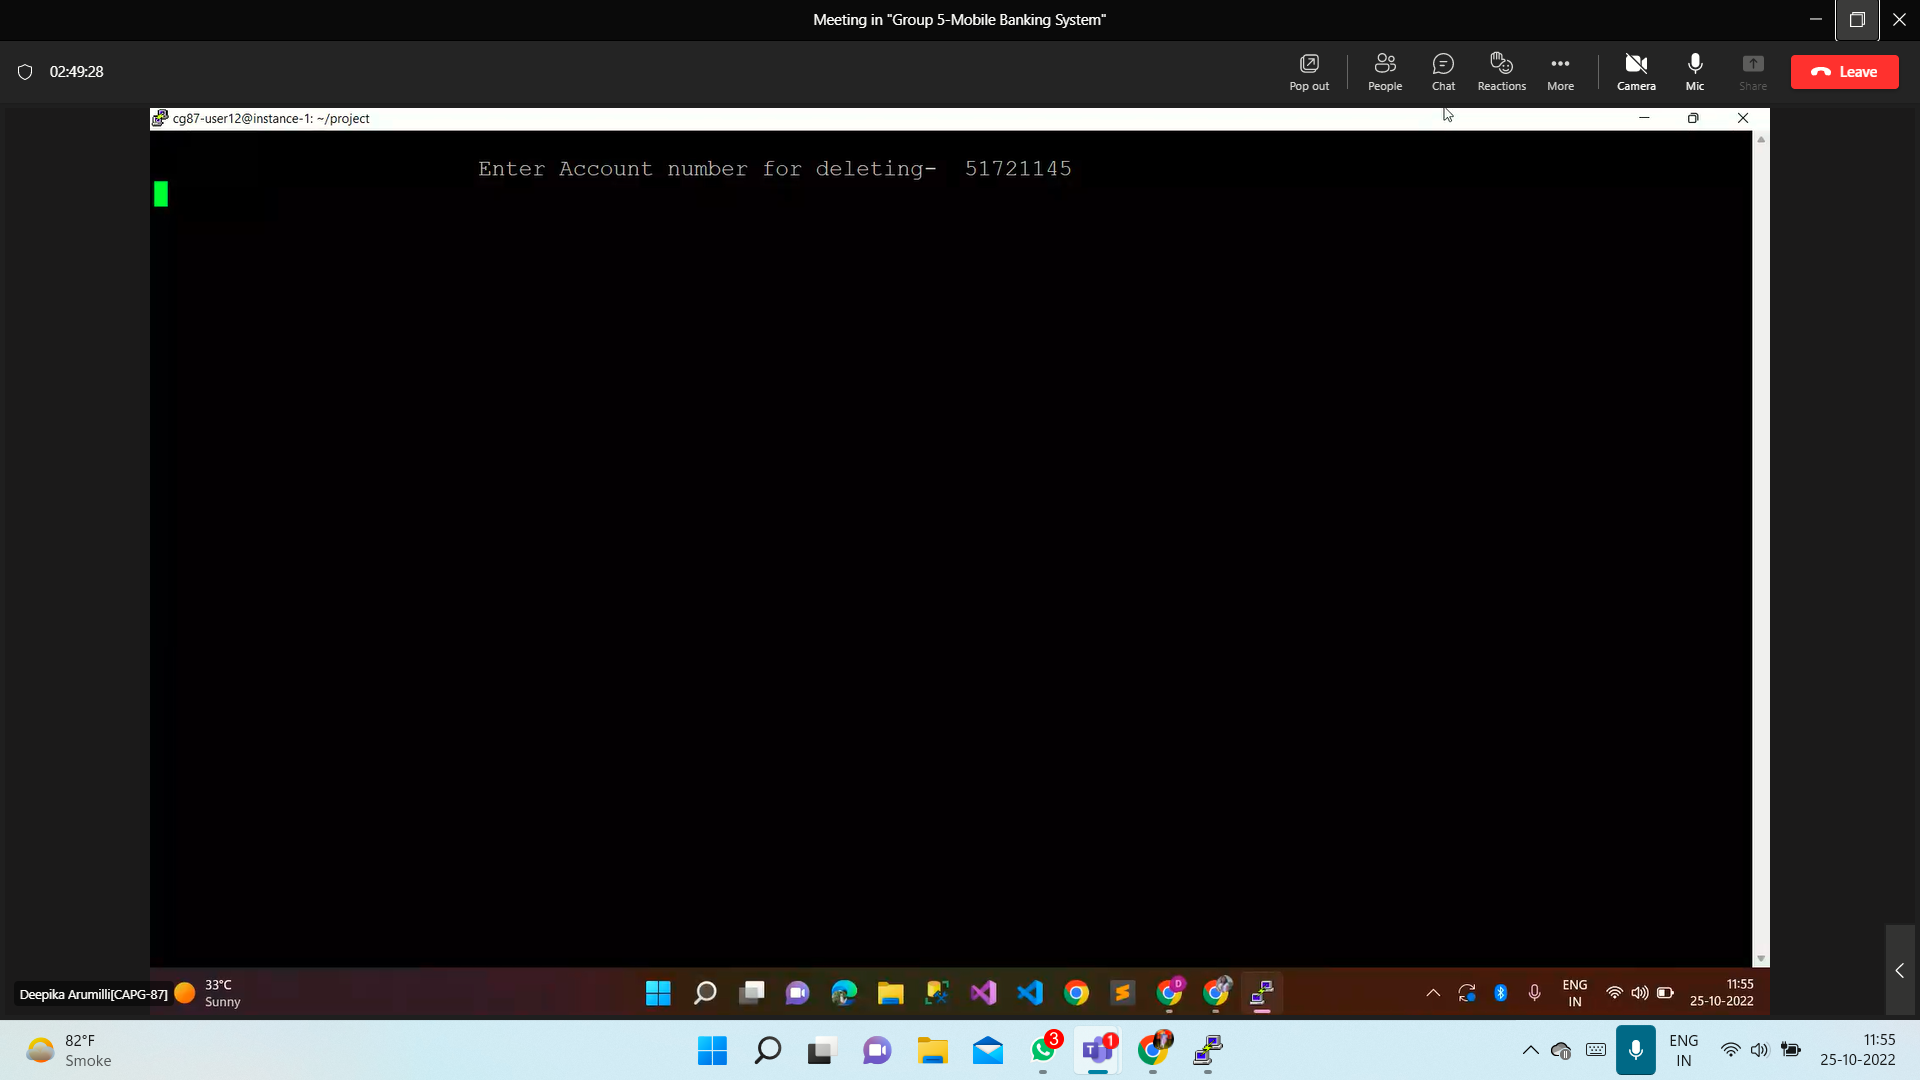 Meeting in "Group 5-Mobile Banking System"
02:49:28
Pop out
People
Chat
Reactions
More
Camera
Mic
Share
Leave
cg87-user12@instance-1: ~/project
Enter Account number for deleting-  51721145
Deepika Arumilli[CAPG-87]
33°C
Sunny
D
ENG
IN
11:55
25-10-2022
82°F
Smoke
3
1
ENG
IN
11:55
25-10-2022